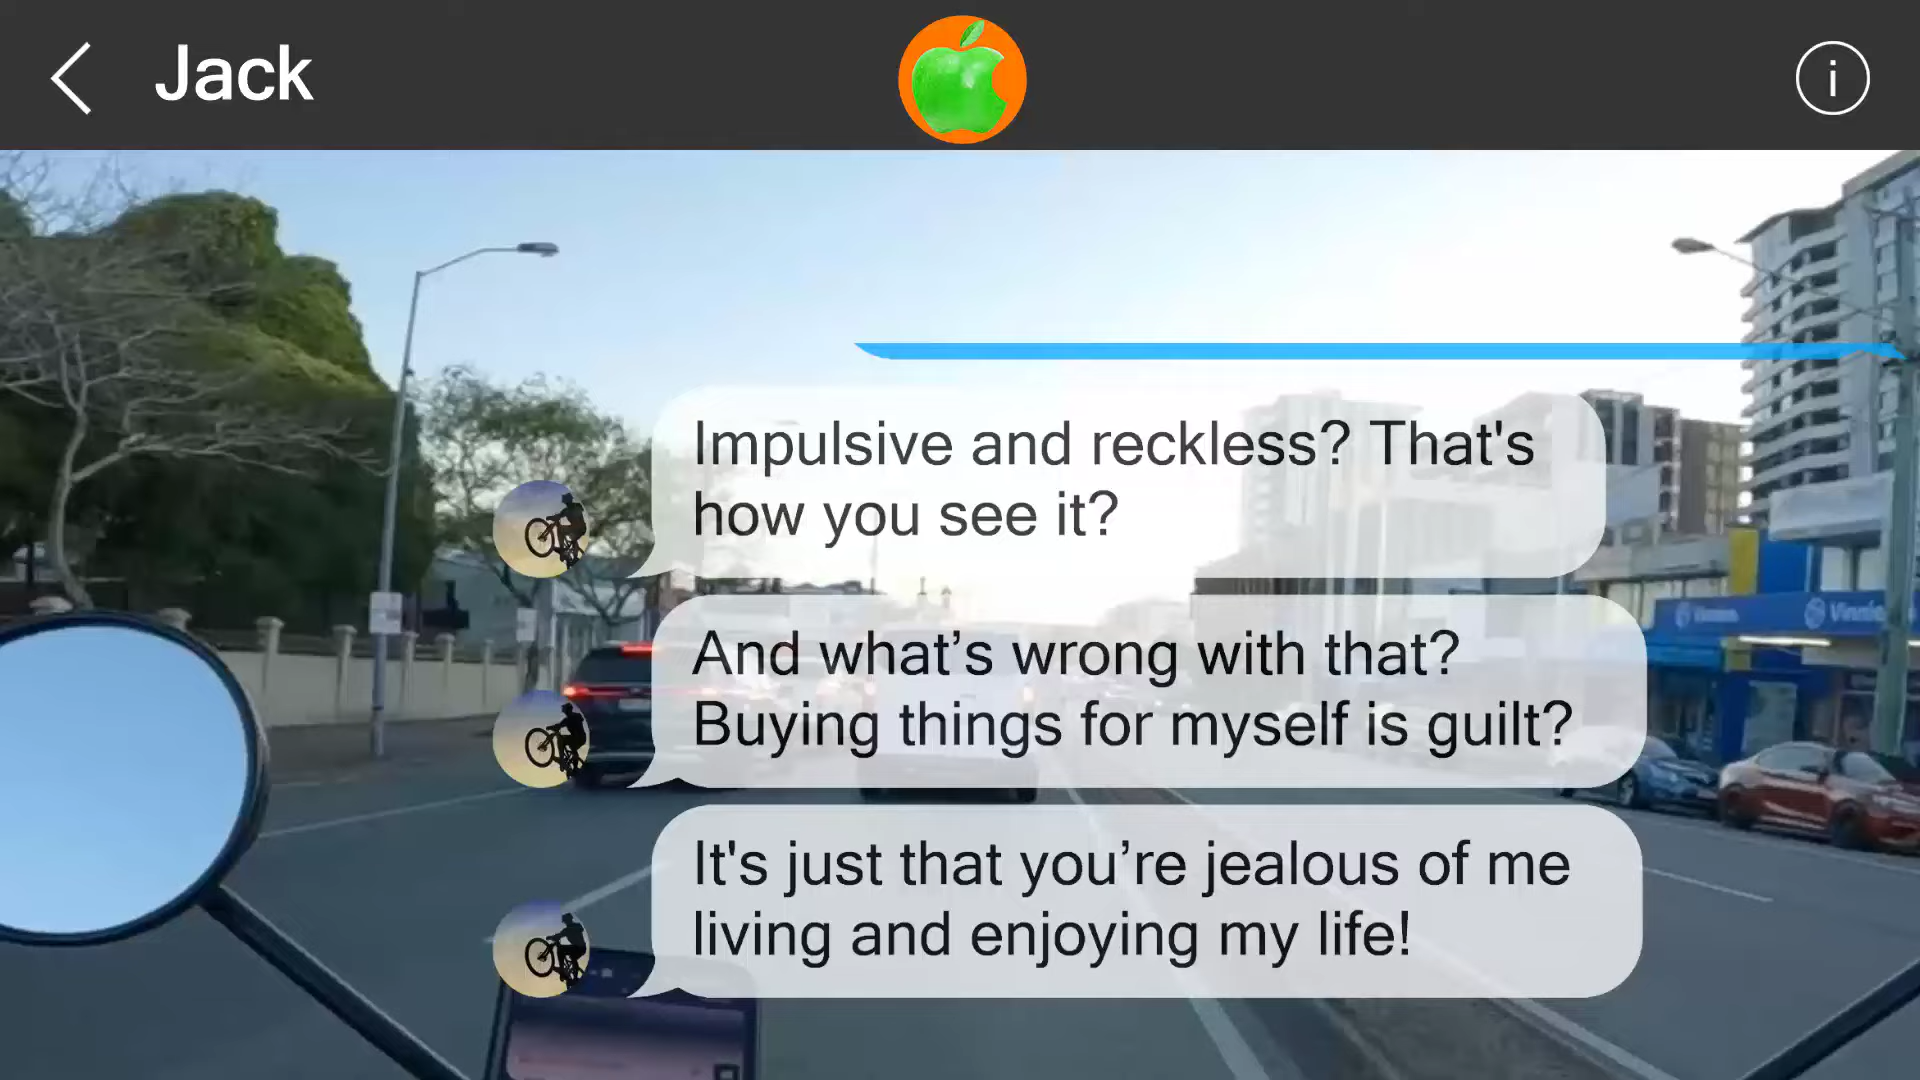 Jack
i
Impulsive and reckless? That's
how you see it?
And what’s wrong with that?
Buying things for myself is guilt?
It's just that you’re jealous of me
living and enjoying my life!
Vinnies